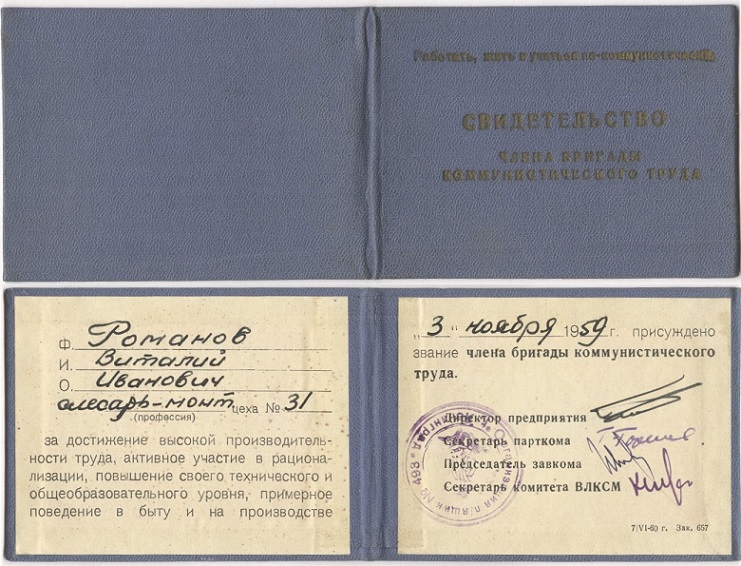 Работать, жить и учиться по-коммунистически
СВИДЕТЕЛЬСТВО
ЧЛЕНА БРИГАДЫ
КОММУНИСТИЧЕСКОГО ТРУДА
Ф. Романов
И. Виталий
О. Иванович
слесарь-монт. цеха № 31
(профессия)
за достижение высокой производитель-
ности труда, активное участие в рациона-
лизации, повышение своего технического и
общеобразовательного уровня, примерное
поведение в быту и на производстве
"3" ноября 1959 г. присуждено
звание члена бригады коммунистического
труда.
Директор предприятия
Секретарь парткома
Председатель завкома
Секретарь комитета ВЛКСМ
п/ящик № 493
7/VI-60 г. Зак. 657